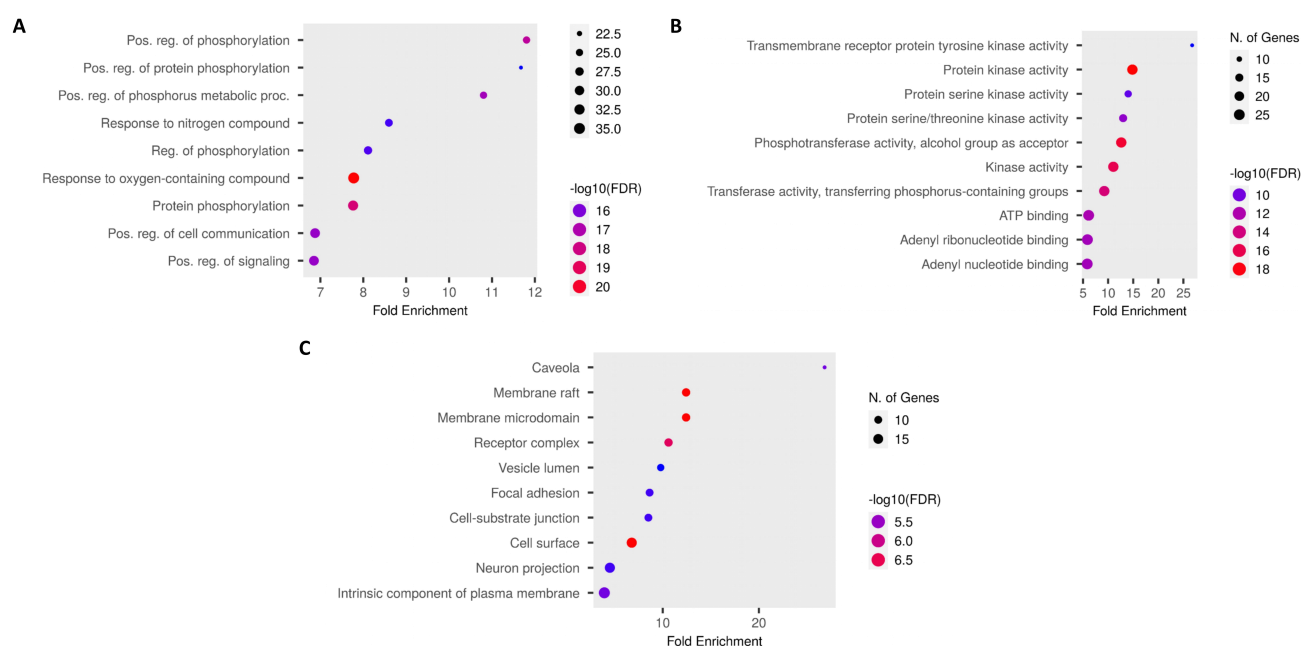 A
Pos. reg. of phosphorylation
Pos. reg. of protein phosphorylation
Pos. reg. of phosphorus metabolic proc.
Response to nitrogen compound
Reg. of phosphorylation
Response to oxygen-containing compound
Protein phosphorylation
Pos. reg. of cell communication
Pos. reg. of signaling
7 8 9 10 11 12
Fold Enrichment
22.5
25.0
27.5
30.0
32.5
35.0
-log10(FDR)
16
17
18
19
20
B
Transmembrane receptor protein tyrosine kinase activity
Protein kinase activity
Protein serine kinase activity
Protein serine/threonine kinase activity
Phosphotransferase activity, alcohol group as acceptor
Kinase activity
Transferase activity, transferring phosphorus-containing groups
ATP binding
Adenyl ribonucleotide binding
Adenyl nucleotide binding
5 10 15 20 25
Fold Enrichment
N. of Genes
10
15
20
25
-log10(FDR)
10
12
14
16
18
C
Caveola
Membrane raft
Membrane microdomain
Receptor complex
Vesicle lumen
Focal adhesion
Cell-substrate junction
Cell surface
Neuron projection
Intrinsic component of plasma membrane
10 20
Fold Enrichment
N. of Genes
10
15
-log10(FDR)
5.5
6.0
6.5